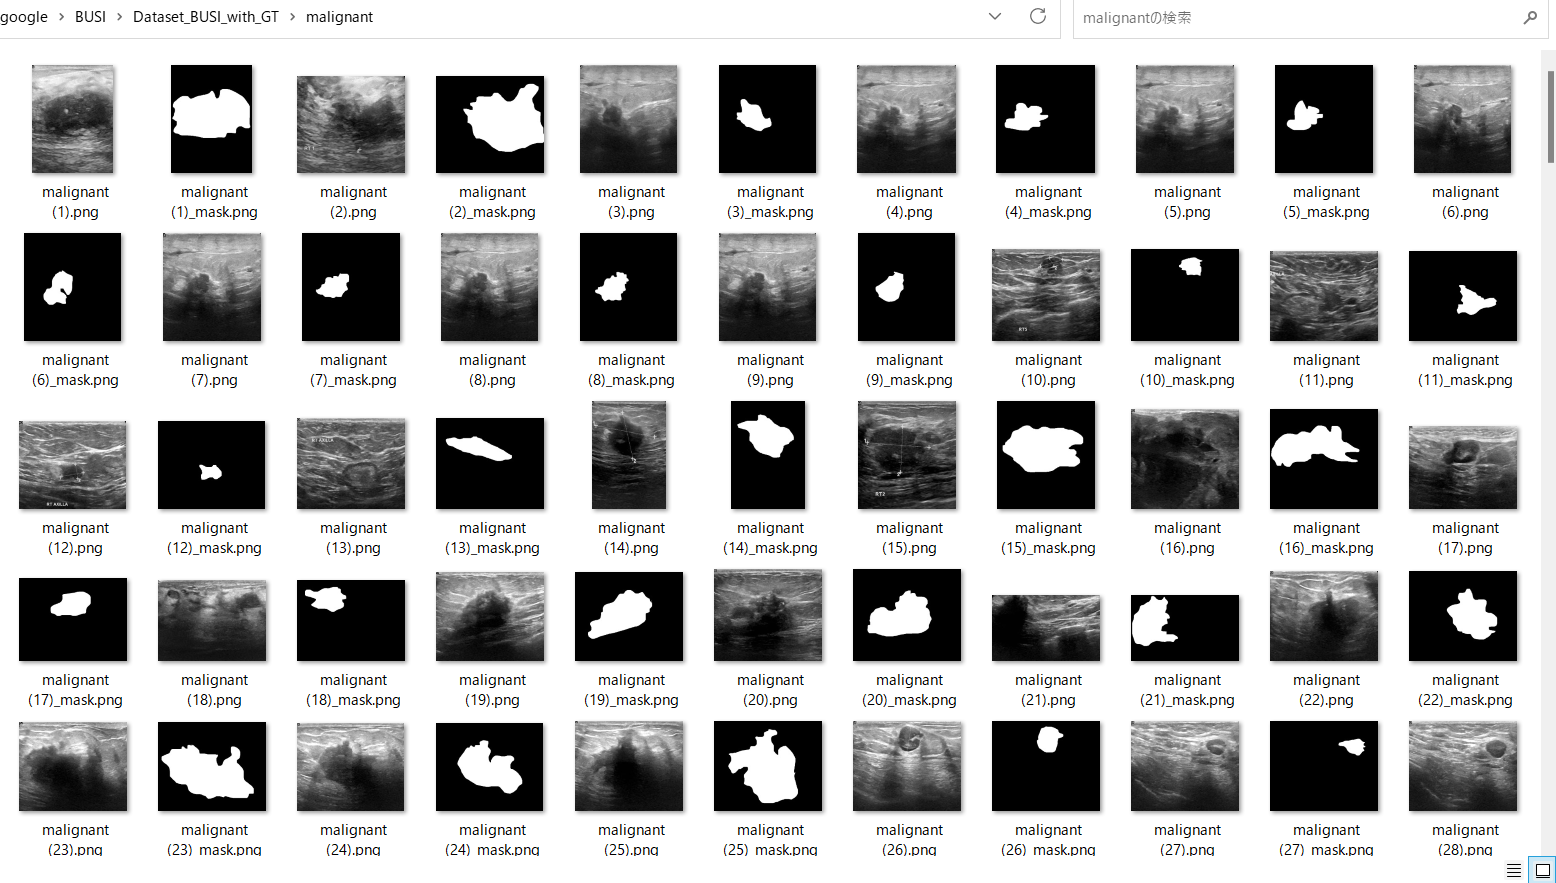 google > BUSI > Dataset_BUSI_with_GT > malignant
malignantの検索
malignant (1).png
malignant (1)_mask.png
malignant (2).png
malignant (2)_mask.png
malignant (3).png
malignant (3)_mask.png
malignant (4).png
malignant (4)_mask.png
malignant (5).png
malignant (5)_mask.png
malignant (6).png
RT5
malignant (6)_mask.png
malignant (7).png
malignant (7)_mask.png
malignant (8).png
malignant (8)_mask.png
malignant (9).png
malignant (9)_mask.png
malignant (10).png
malignant (10)_mask.png
malignant (11).png
malignant (11)_mask.png
RT AXILLA
RT AXILLA
RT2
malignant (12).png
malignant (12)_mask.png
malignant (13).png
malignant (13)_mask.png
malignant (14).png
malignant (14)_mask.png
malignant (15).png
malignant (15)_mask.png
malignant (16).png
malignant (16)_mask.png
malignant (17).png
malignant (17)_mask.png
malignant (18).png
malignant (18)_mask.png
malignant (19).png
malignant (19)_mask.png
malignant (20).png
malignant (20)_mask.png
malignant (21).png
malignant (21)_mask.png
malignant (22).png
malignant (22)_mask.png
malignant (23).png
malignant (23)_mask.png
malignant (24).png
malignant (24)_mask.png
malignant (25).png
malignant (25)_mask.png
malignant (26).png
malignant (26)_mask.png
malignant (27).png
malignant (27)_mask.png
malignant (28).png